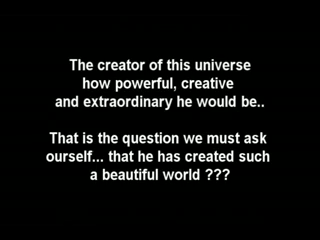 The creator of this universe
how powerful, creative
and extraordinary he would be..
That is the question we must ask
ourself... that he has created such
a beautiful world ???